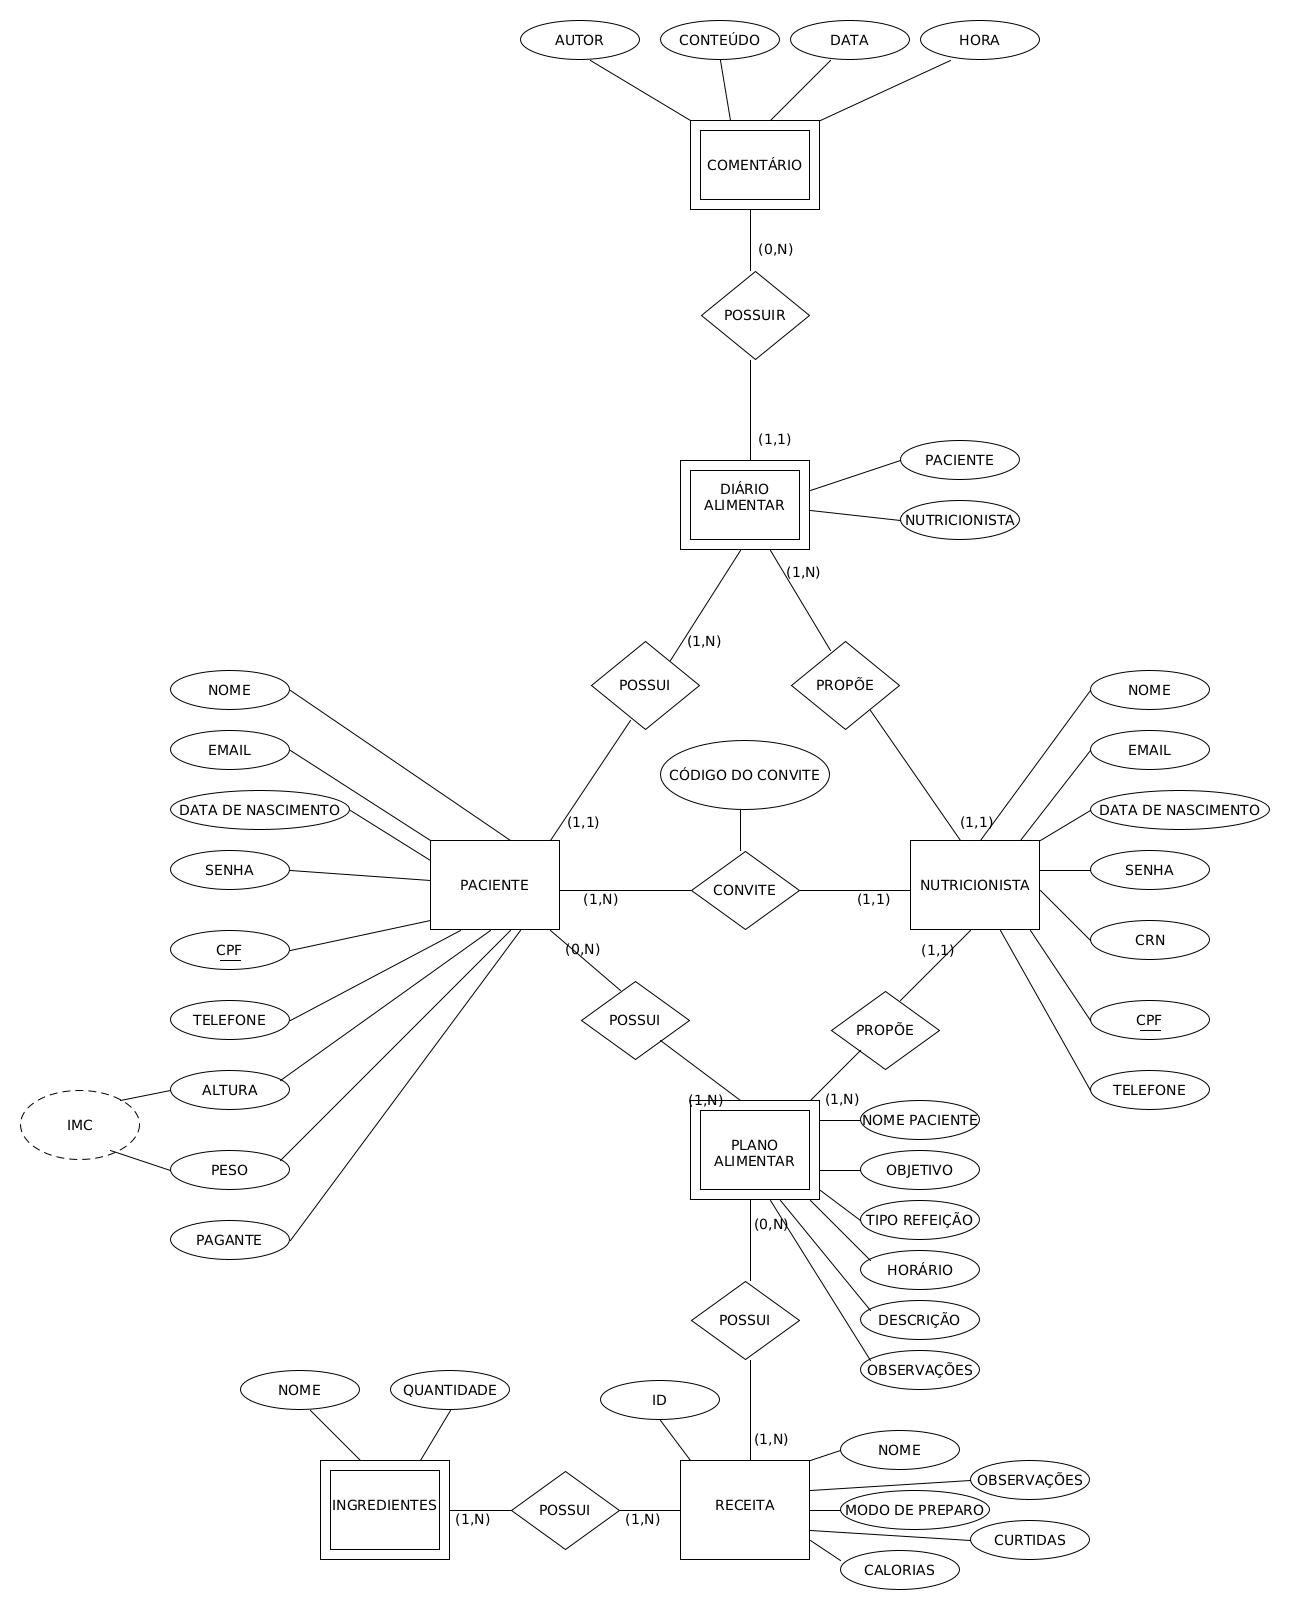 AUTOR
CONTEÚDO
DATA
HORA
COMENTÁRIO
(0,N)
POSSUIR
(1,1)
DIÁRIO
ALIMENTAR
PACIENTE
NUTRICIONISTA
(1,N)
(1,N)
POSSUI
PROPÕE
NOME
EMAIL
DATA DE NASCIMENTO
SENHA
CPF
TELEFONE
ALTURA
IMC
PESO
PAGANTE
(1,1)
CÓDIGO DO CONVITE
(1,1)
PACIENTE
(1,N)
CONVITE
(1,1)
NUTRICIONISTA
NOME
EMAIL
DATA DE NASCIMENTO
SENHA
CRN
CPF
TELEFONE
(0,N)
(1,1)
POSSUI
PROPÕE
(1,N)
(1,N)
PLANO
ALIMENTAR
NOME PACIENTE
OBJETIVO
TIPO REFEIÇÃO
HORÁRIO
DESCRIÇÃO
OBSERVAÇÕES
(0,N)
POSSUI
(1,N)
NOME
QUANTIDADE
ID
INGREDIENTES
(1,N)
POSSUI
(1,N)
RECEITA
NOME
OBSERVAÇÕES
MODO DE PREPARO
CURTIDAS
CALORIAS